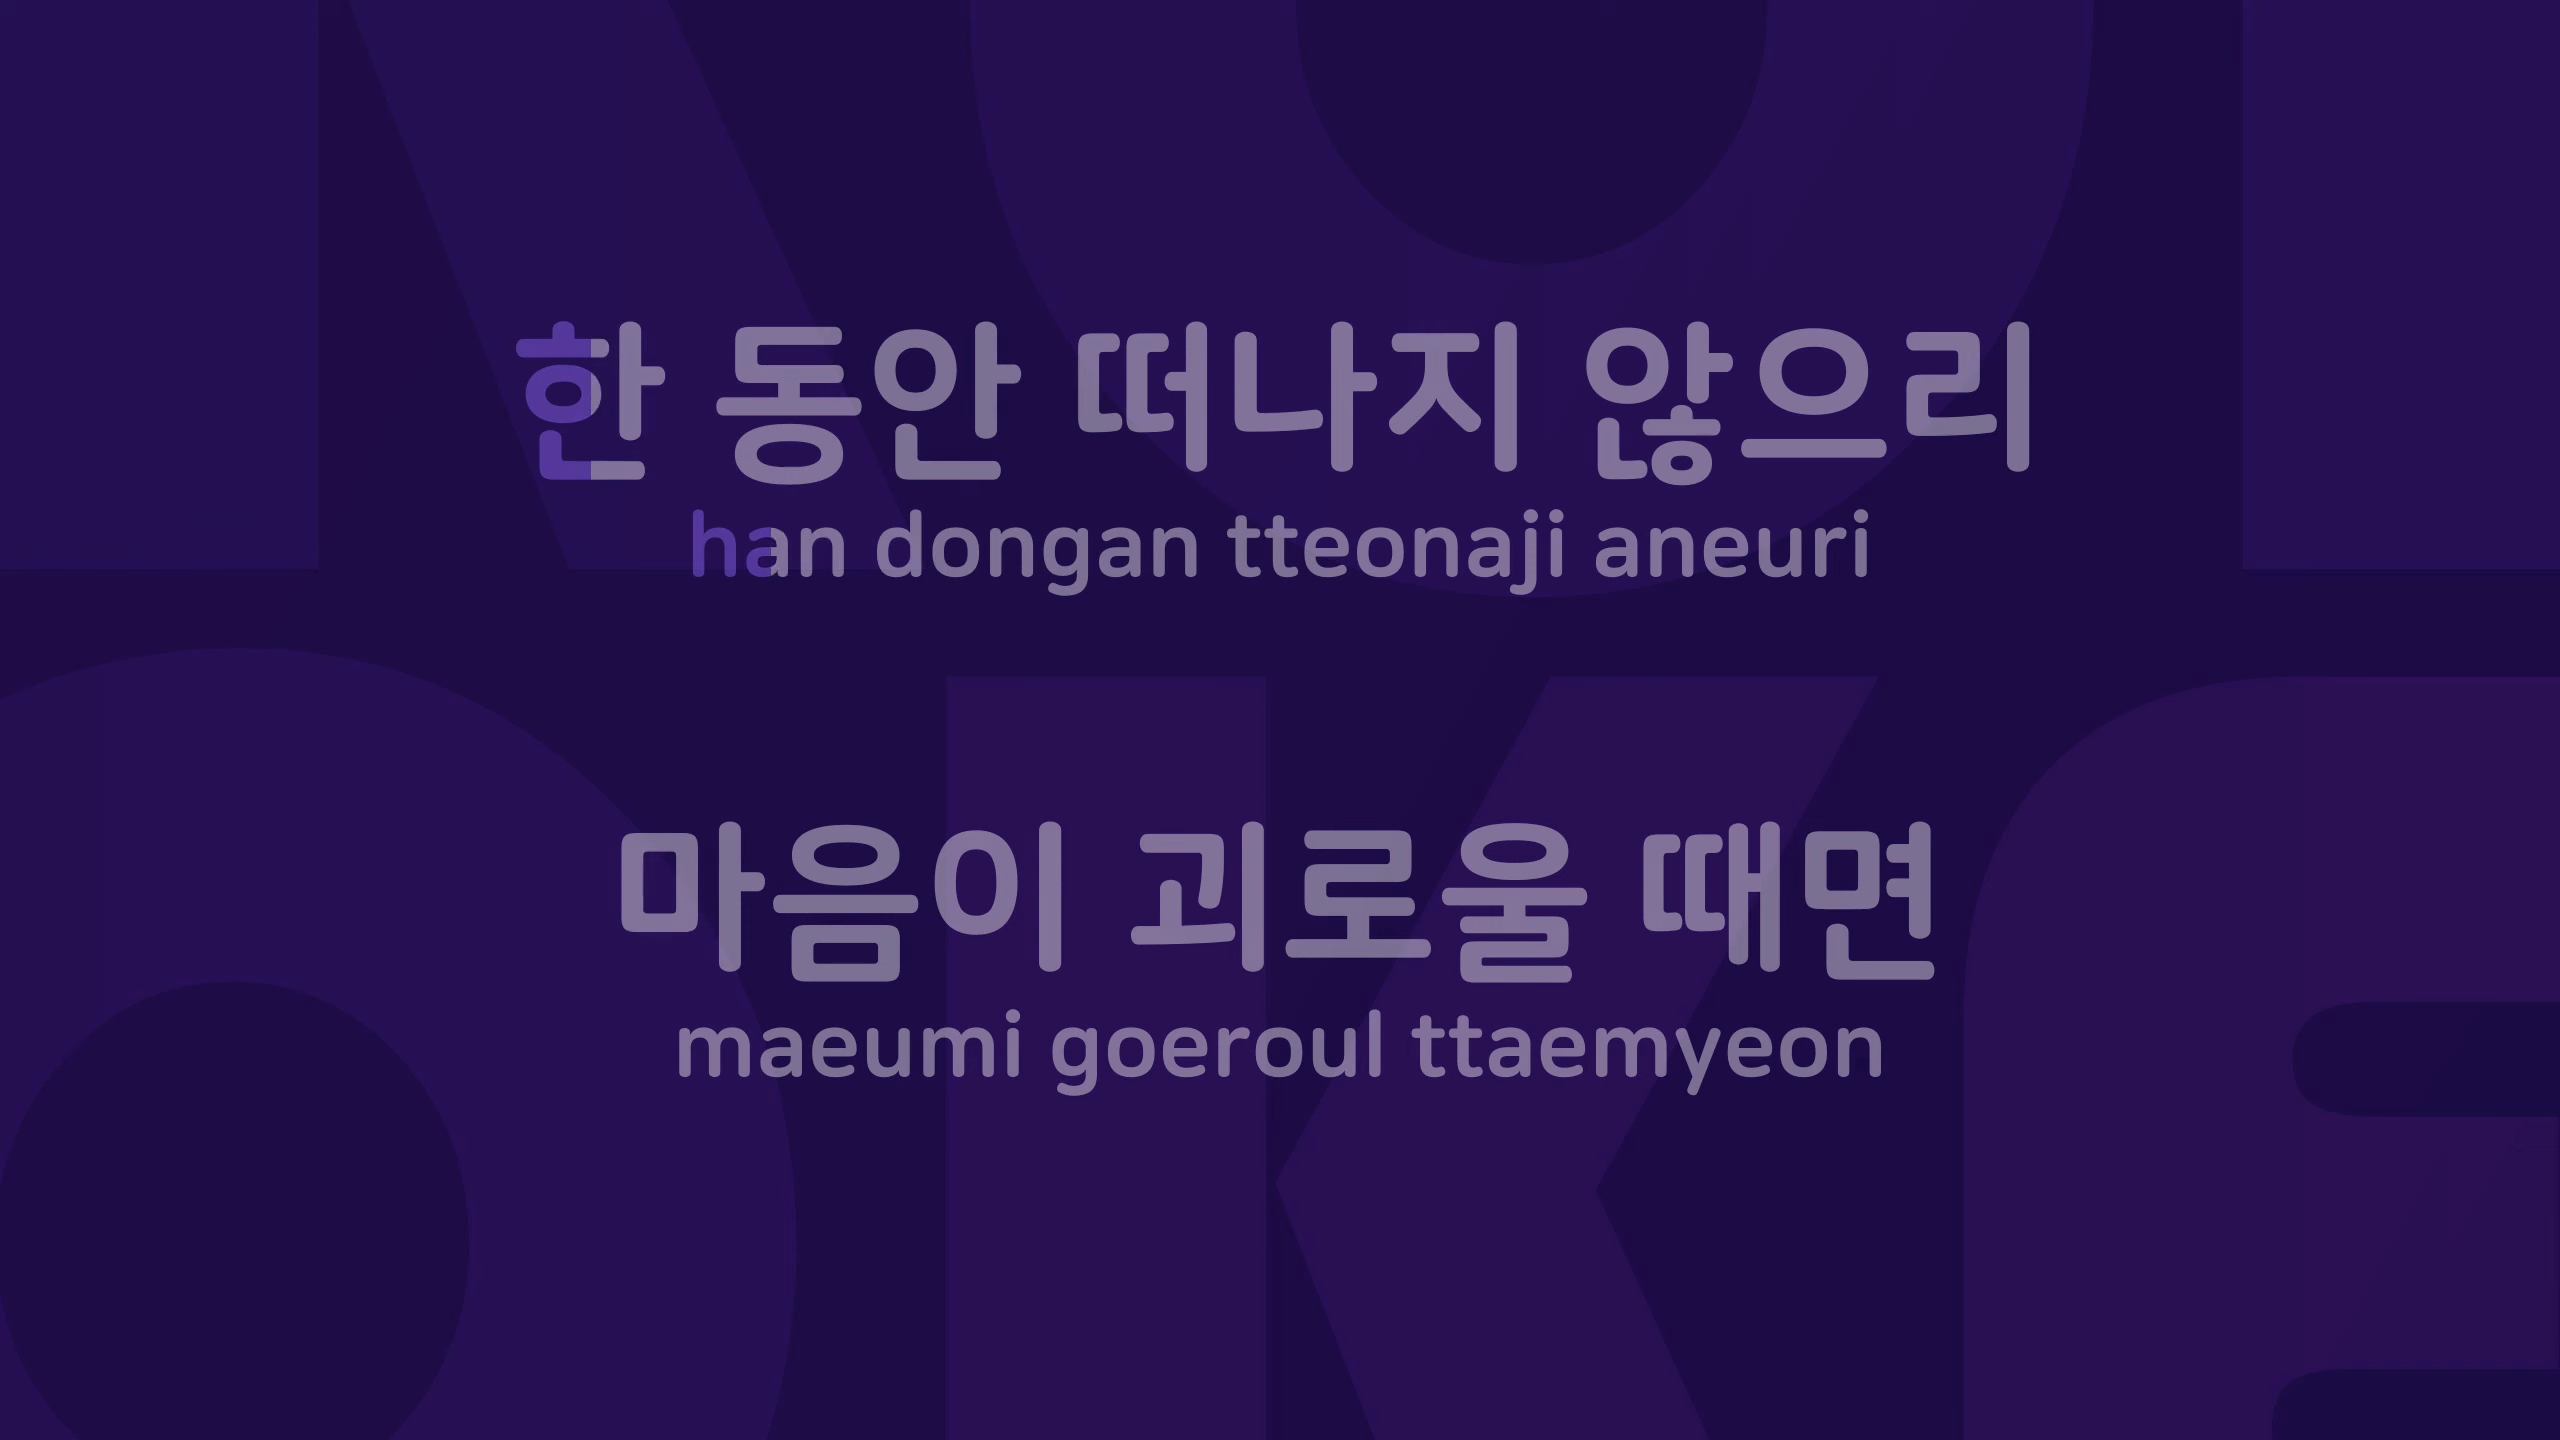 한 동안 떠나지 않으리
han dongan tteonaji aneuri
마음이 괴로울 때면
maeumi goeroul ttaemyeon